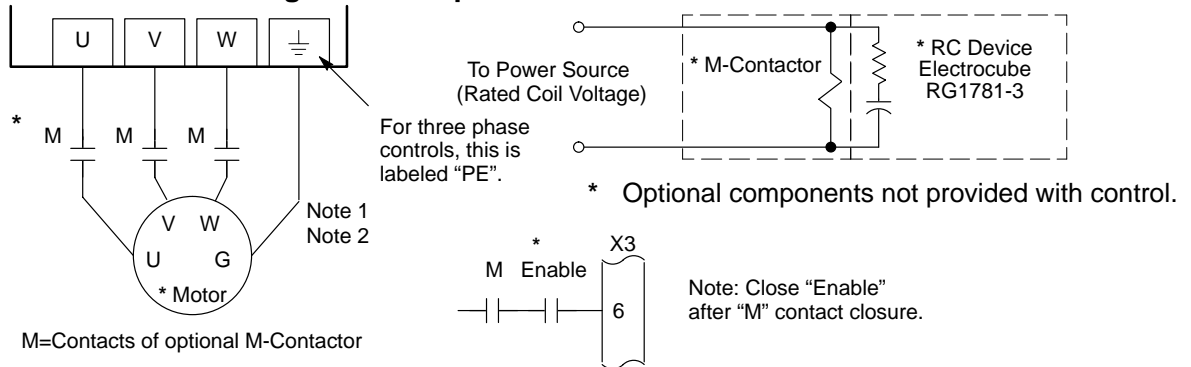 U V W
* M M M
For three phase
controls, this is
labeled “PE”.
V W
U G
* Motor
Note 1
Note 2
M=Contacts of optional M-Contactor
To Power Source
(Rated Coil Voltage)
* M-Contactor
* RC Device
Electrocube
RG1781-3
* Optional components not provided with control.
* X3
M Enable
6
Note: Close “Enable”
after “M” contact closure.